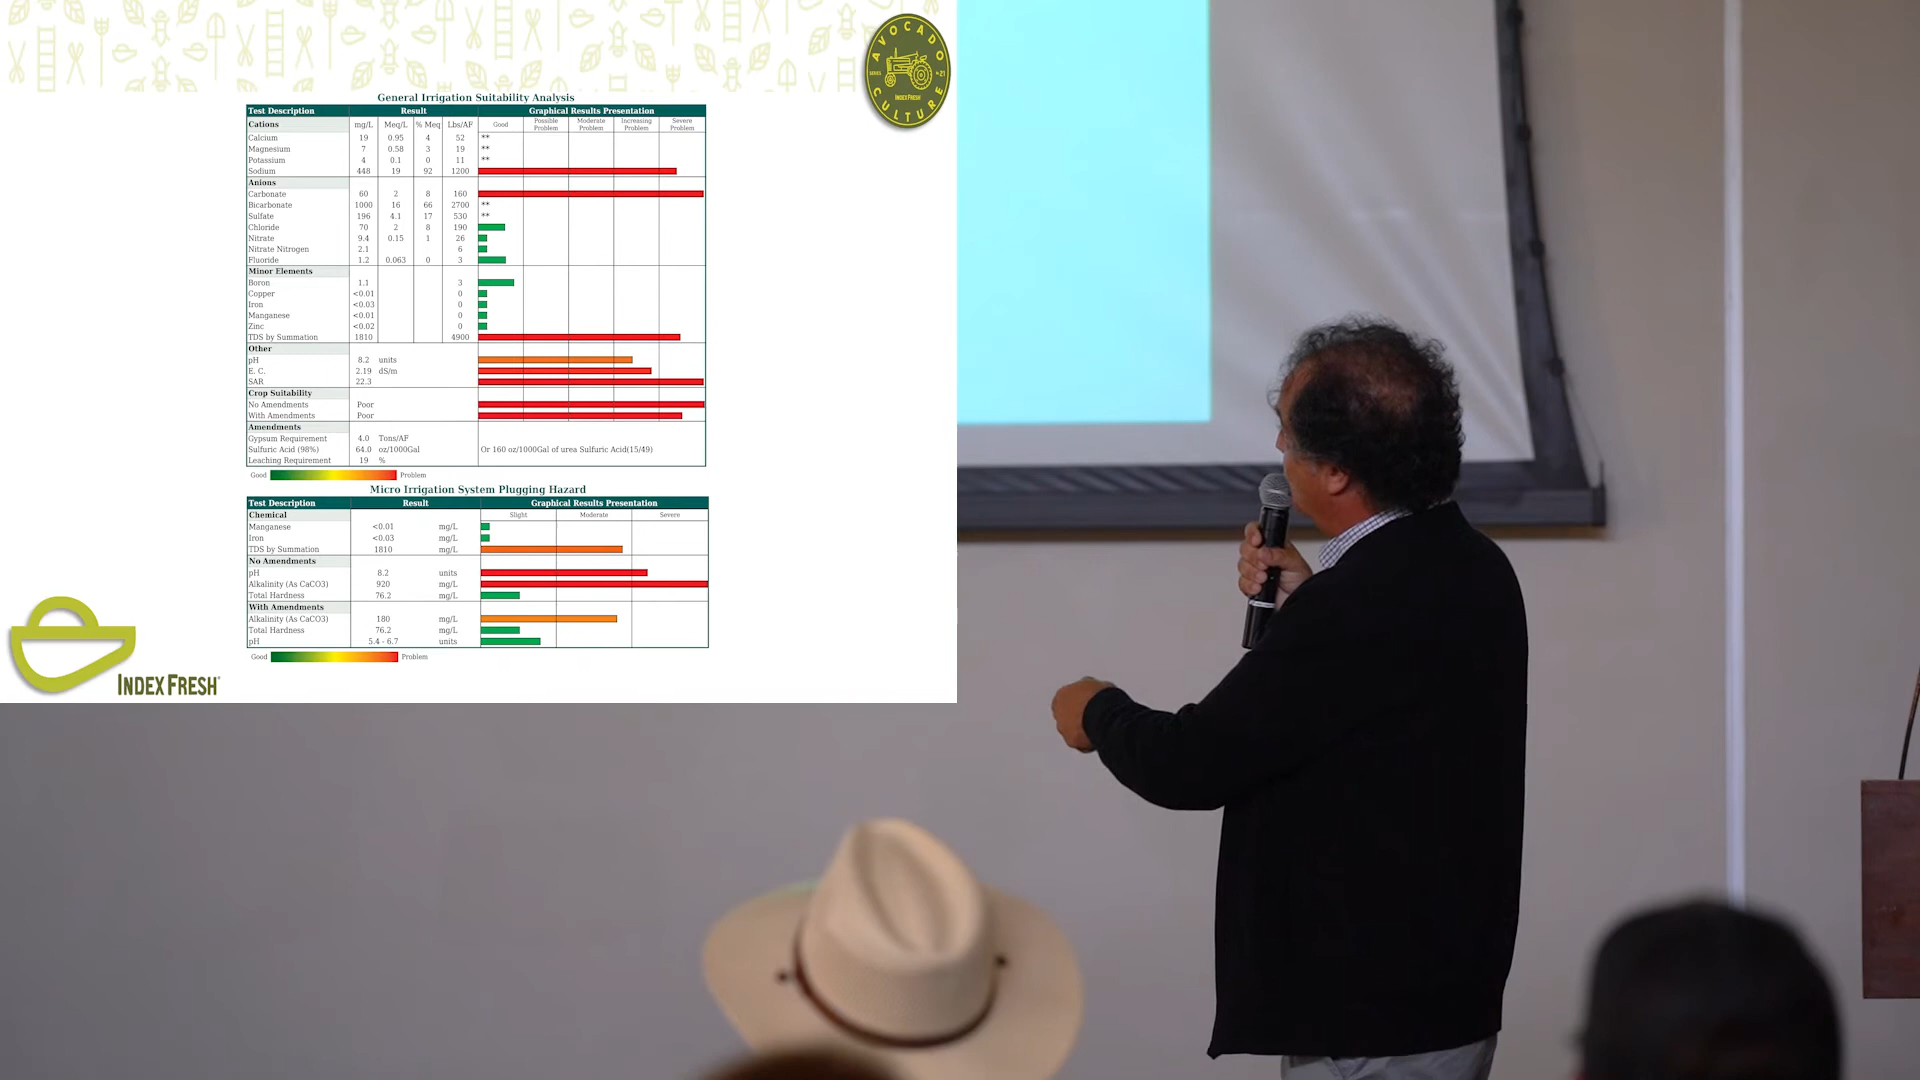 AVOCADO
SERIES Nº21
INDEX FRESH
CULTURE
General Irrigation Suitability Analysis
Test Description Result Graphical Results Presentation
Cations mg/L Meq/L % Meq Lbs/AF Good Possible Problem Moderate Problem Increasing Problem Severe Problem
Calcium 19 0.95 4 52 **
Magnesium 7 0.58 3 19 **
Potassium 4 0.1 0 11 **
Sodium 448 19 92 1200
Anions
Carbonate 60 2 8 160
Bicarbonate 1000 16 66 2700 **
Sulfate 196 4.1 17 530 **
Chloride 70 2 8 190
Nitrate 9.4 0.15 1 26
Nitrate Nitrogen 2.1 6
Fluoride 1.2 0.063 0 3
Minor Elements
Boron 1.1 3
Copper <0.01 0
Iron <0.03 0
Manganese <0.01 0
Zinc <0.02 0
TDS by Summation 1810 4900
Other
pH 8.2 units
E. C. 2.19 dS/m
SAR 22.3
Crop Suitability
No Amendments Poor
With Amendments Poor
Amendments
Gypsum Requirement 4.0 Tons/AF
Sulfuric Acid (98%) 64.0 oz/1000Gal Or 160 oz/1000Gal of urea Sulfuric Acid(15/49)
Leaching Requirement 19 %
Good Problem
Micro Irrigation System Plugging Hazard
Test Description Result Graphical Results Presentation
Chemical Slight Moderate Severe
Manganese <0.01 mg/L
Iron <0.03 mg/L
TDS by Summation 1810 mg/L
No Amendments
pH 8.2 units
Alkalinity (As CaCO3) 920 mg/L
Total Hardness 76.2 mg/L
With Amendments
Alkalinity (As CaCO3) 180 mg/L
Total Hardness 76.2 mg/L
pH 5.4 - 6.7 units
Good Problem
INDEX FRESH